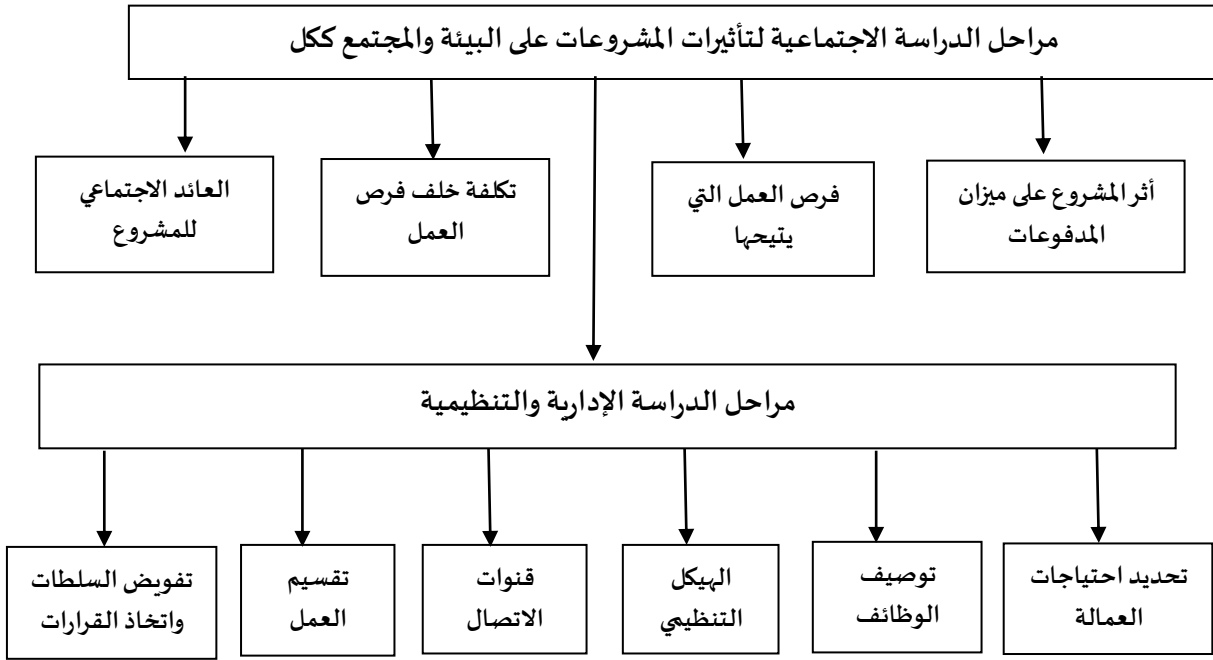 مراحل الدراسة الاجتماعية لتأثيرات المشروعات على البيئة والمجتمع ككل
أثر المشروع على ميزان
المدفوعات
فرص العمل التي
يتيحها
تكلفة خلف فرص
العمل
العائد الاجتماعي
للمشروع
مراحل الدراسة الإدارية والتنظيمية
تحديد احتياجات
العمالة
توصيف
الوظائف
الهيكل
التنظيمي
قنوات
الاتصال
تقسيم
العمل
تفويض السلطات
واتخاذ القرارات